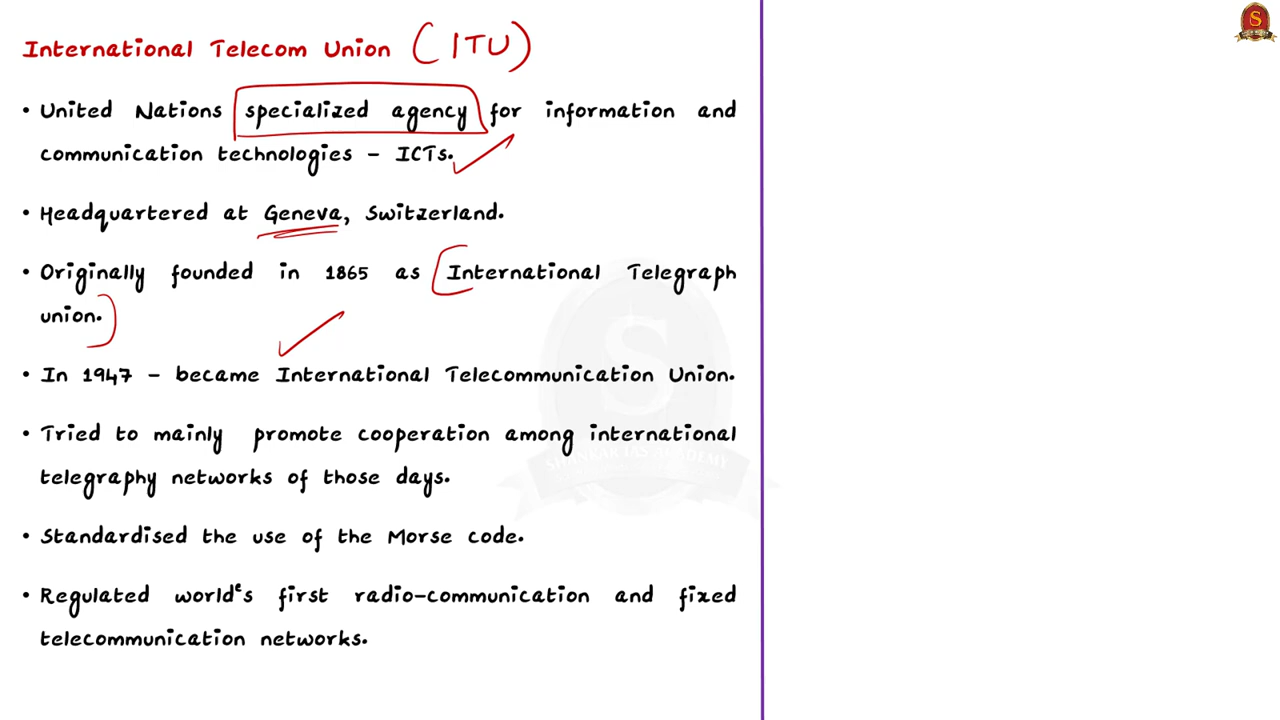 International Telecom Union (ITU)
• United Nations specialized agency for information and
communication technologies – ICTs.
• Headquartered at Geneva, Switzerland.
• Originally founded in 1865 as International Telegraph
union.
• In 1947 – became International Telecommunication Union.
• Tried to mainly promote cooperation among international
telegraphy networks of those days.
• Standardised the use of the Morse code.
• Regulated world's first radio-communication and fixed
telecommunication networks.
S
SHANKAR IAS ACADEMY
S